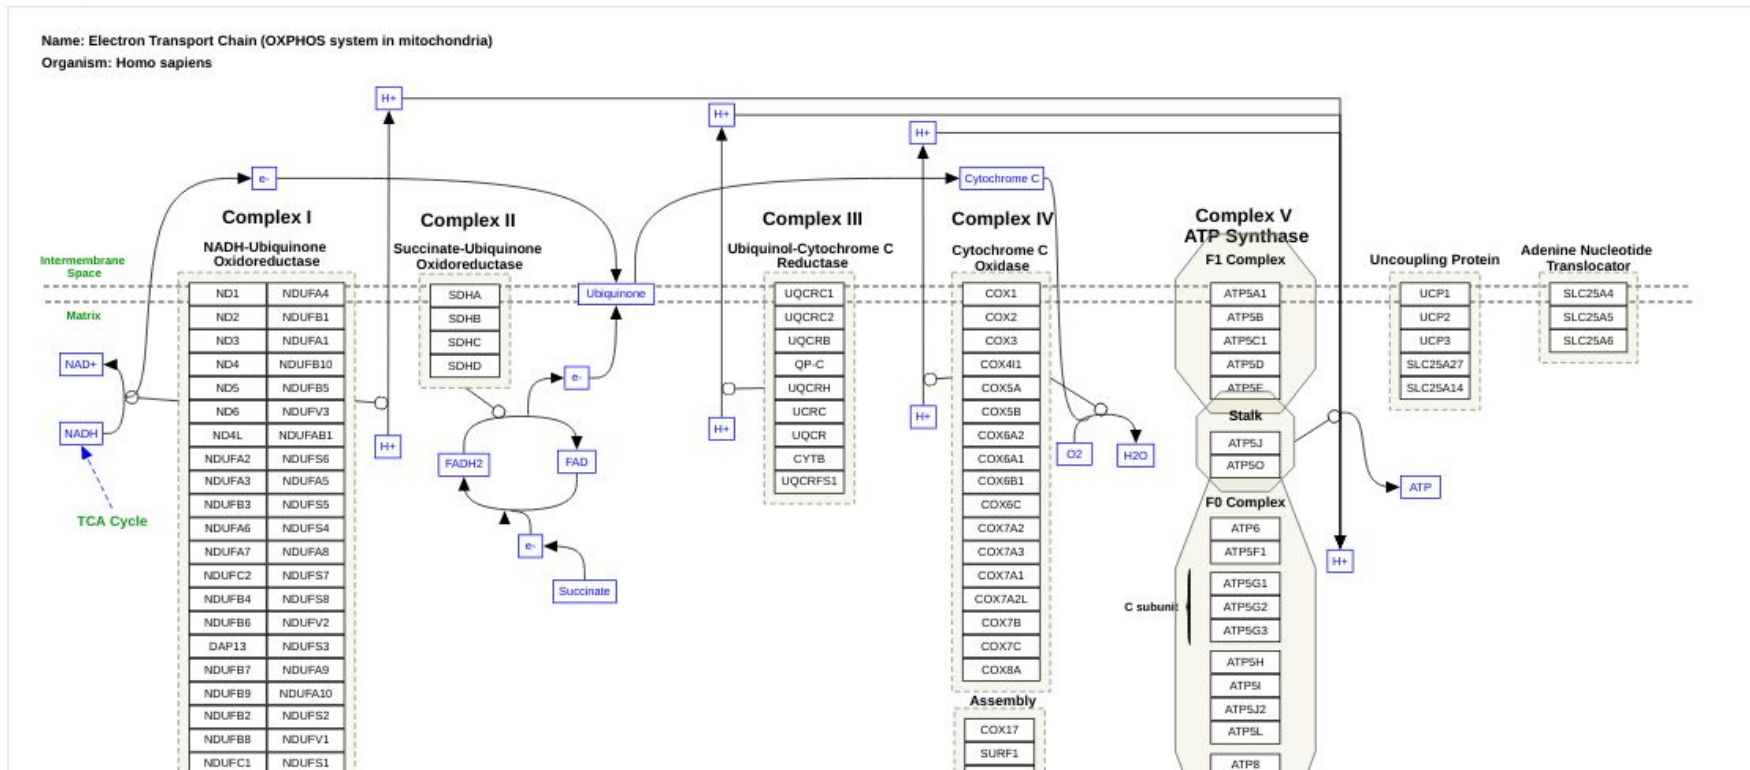 Name: Electron Transport Chain (OXPHOS system in mitochondria)
Organism: Homo sapiens
H+
H+
H+
e-
Cytochrome C
Complex I
NADH-Ubiquinone
Oxidoreductase
Complex II
Succinate-Ubiquinone
Oxidoreductase
Complex III
Ubiquinol-Cytochrome C
Reductase
Complex IV
Cytochrome C
Oxidase
Complex V
ATP Synthase
F1 Complex
Uncoupling Protein
Adenine Nucleotide
Translocator
Intermembrane
Space
Matrix
NAD+
NADH
TCA Cycle
ND1 NDUFA4
ND2 NDUFB1
ND3 NDUFA1
ND4 NDUFB10
ND5 NDUFB5
ND6 NDUFV3
ND4L NDUFAB1
NDUFA2 NDUFS6
NDUFA3 NDUFA5
NDUFB3 NDUFS5
NDUFA6 NDUFS4
NDUFA7 NDUFA8
NDUFC2 NDUFS7
NDUFB4 NDUFS8
NDUFB6 NDUFV2
DAP13 NDUFS3
NDUFB7 NDUFA9
NDUFB9 NDUFA10
NDUFB2 NDUFS2
NDUFB8 NDUFV1
NDUFC1 NDUFS1
H+
SDHA
SDHB
SDHC
SDHD
Ubiquinone
e-
FADH2
FAD
e-
Succinate
H+
UQCRC1
UQCRC2
UQCRB
QP-C
UQCRH
UCRC
UQCR
CYTB
UQCRFS1
H+
COX1
COX2
COX3
COX4I1
COX5A
COX5B
COX6A2
COX6A1
COX6B1
COX6C
COX7A2
COX7A3
COX7A1
COX7A2L
COX7B
COX7C
COX8A
Assembly
COX17
SURF1
O2
H2O
ATP5A1
ATP5B
ATP5C1
ATP5D
ATP5E
Stalk
ATP5J
ATP5O
F0 Complex
ATP6
ATP5F1
C subunit
ATP5G1
ATP5G2
ATP5G3
ATP5H
ATP5I
ATP5J2
ATP5L
ATP8
ATP
H+
UCP1
UCP2
UCP3
SLC25A27
SLC25A14
SLC25A4
SLC25A5
SLC25A6